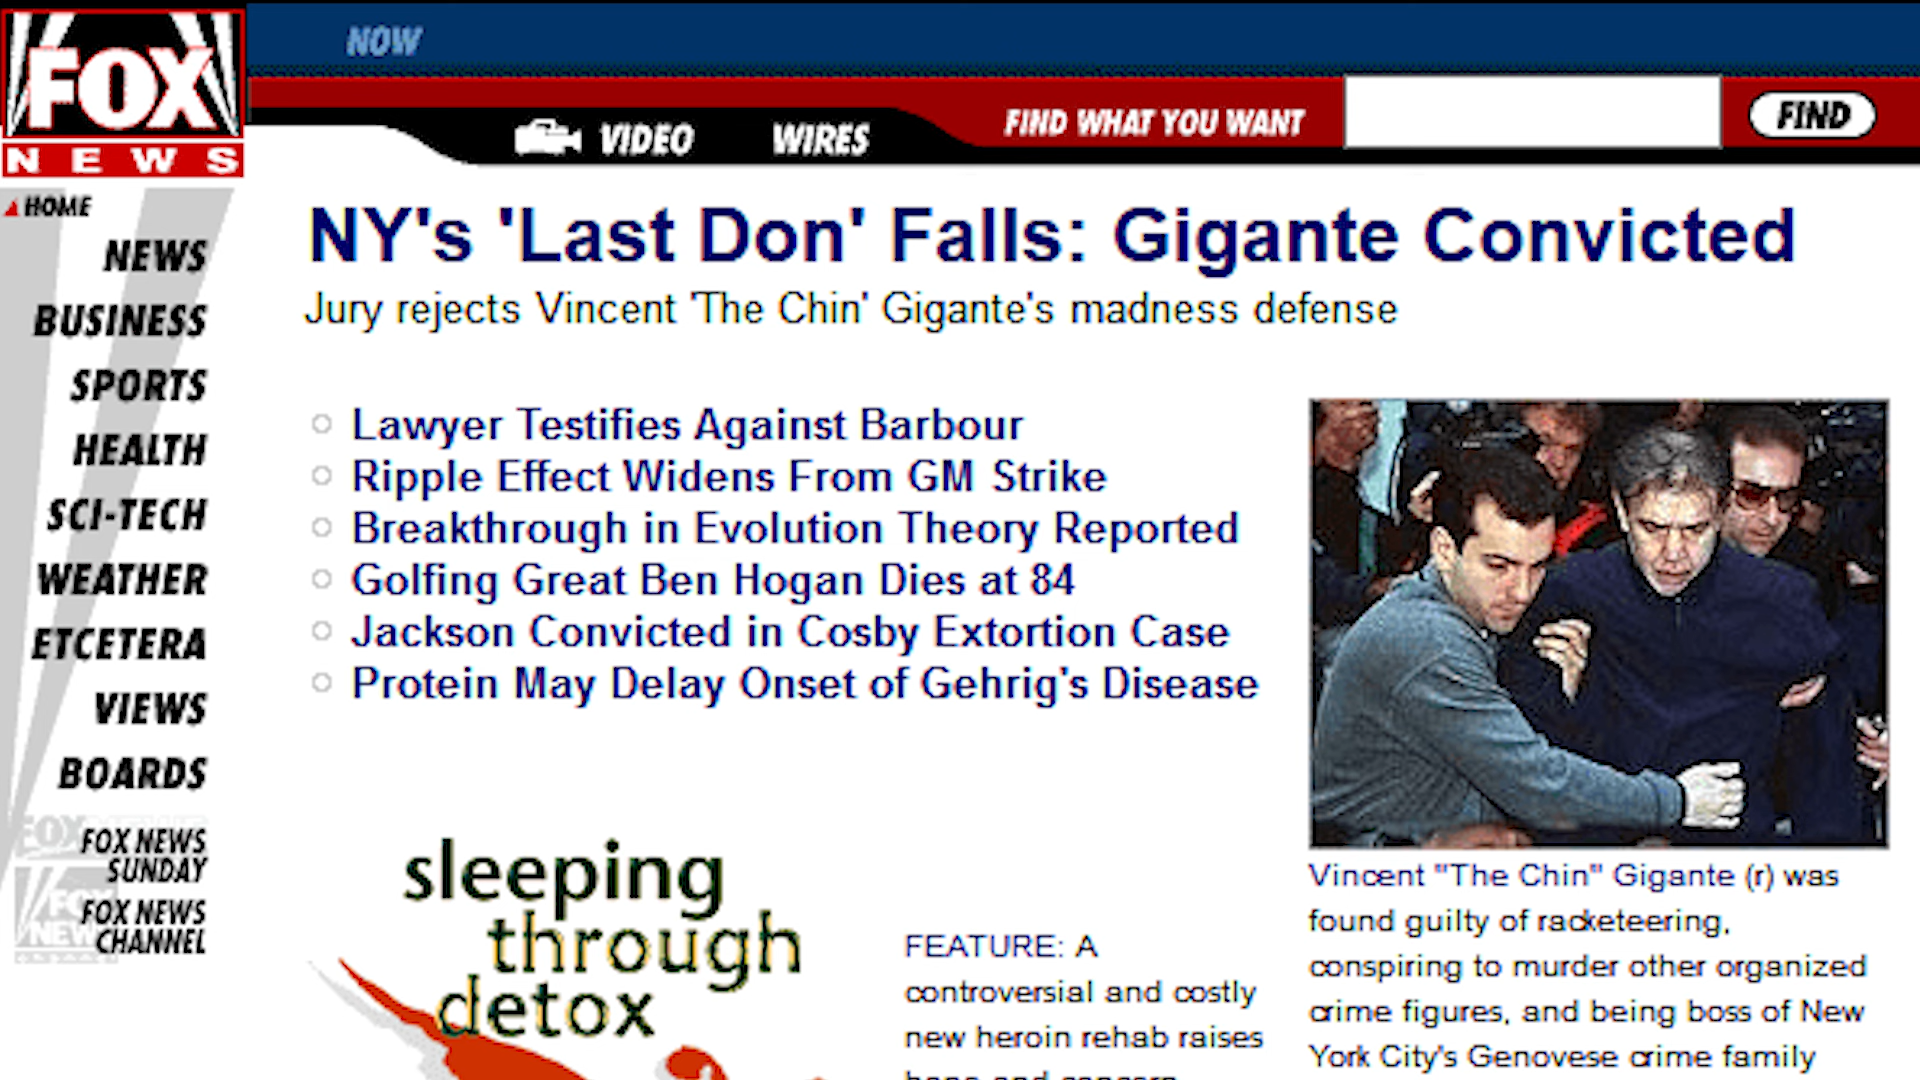 FOX
NEWS
NOW
VIDEO
WIRES
FIND WHAT YOU WANT
FIND
HOME
NEWS
BUSINESS
SPORTS
HEALTH
SCI-TECH
WEATHER
ETCETERA
VIEWS
BOARDS
FOX NEWS
SUNDAY
FOX NEWS
CHANNEL
NY's 'Last Don' Falls: Gigante Convicted
Jury rejects Vincent 'The Chin' Gigante's madness defense
Lawyer Testifies Against Barbour
Ripple Effect Widens From GM Strike
Breakthrough in Evolution Theory Reported
Golfing Great Ben Hogan Dies at 84
Jackson Convicted in Cosby Extortion Case
Protein May Delay Onset of Gehrig's Disease
sleeping
through
detox
FEATURE: A
controversial and costly
new heroin rehab raises
Vincent "The Chin" Gigante (r) was
found guilty of racketeering,
conspiring to murder other organized
crime figures, and being boss of New
York City's Genovese crime family